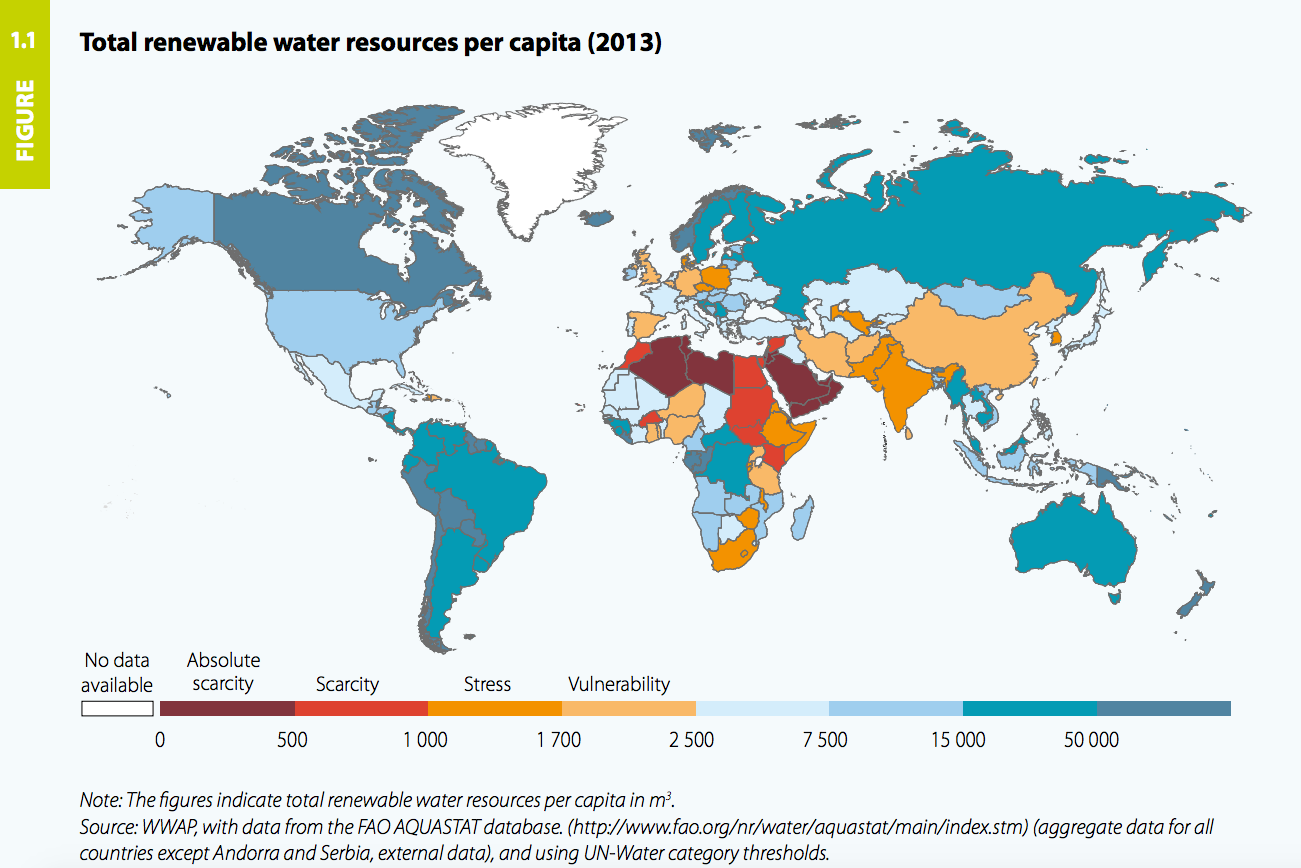 1.1
FIGURE
Total renewable water resources per capita (2013)
No data
available
Absolute
scarcity
Scarcity
Stress
Vulnerability
0
500
1 000
1 700
2 500
7 500
15 000
50 000
Note: The figures indicate total renewable water resources per capita in m³.
Source: WWAP, with data from the FAO AQUASTAT database. (http://www.fao.org/nr/water/aquastat/main/index.stm) (aggregate data for all
countries except Andorra and Serbia, external data), and using UN-Water category thresholds.